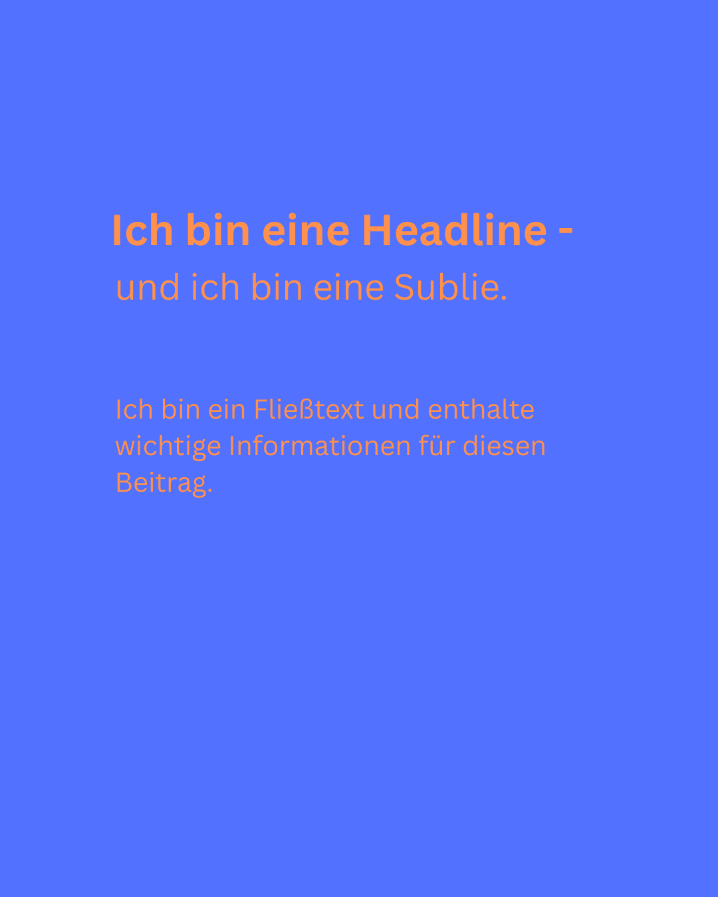 Ich bin eine Headline -
und ich bin eine Sublie.
Ich bin ein Fließtext und enthalte
wichtige Informationen für diesen
Beitrag.